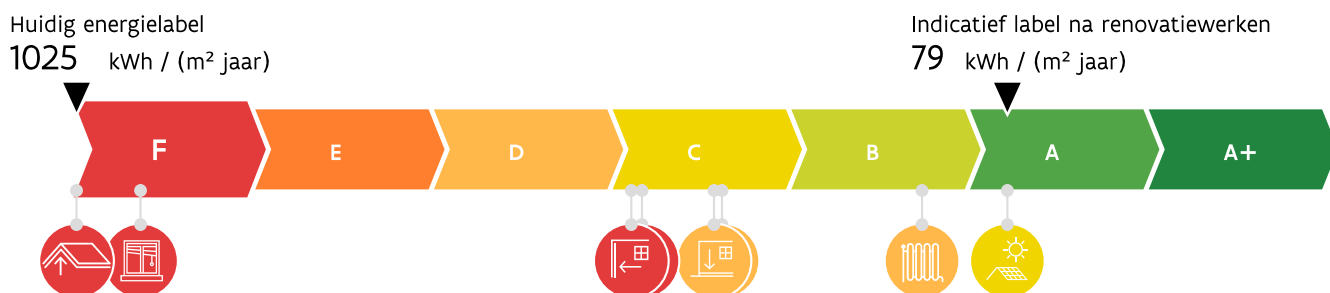 Huidig energielabel
1025 kWh / (m² jaar)
Indicatief label na renovatiewerken
79 kWh / (m² jaar)
F E D C B A A+